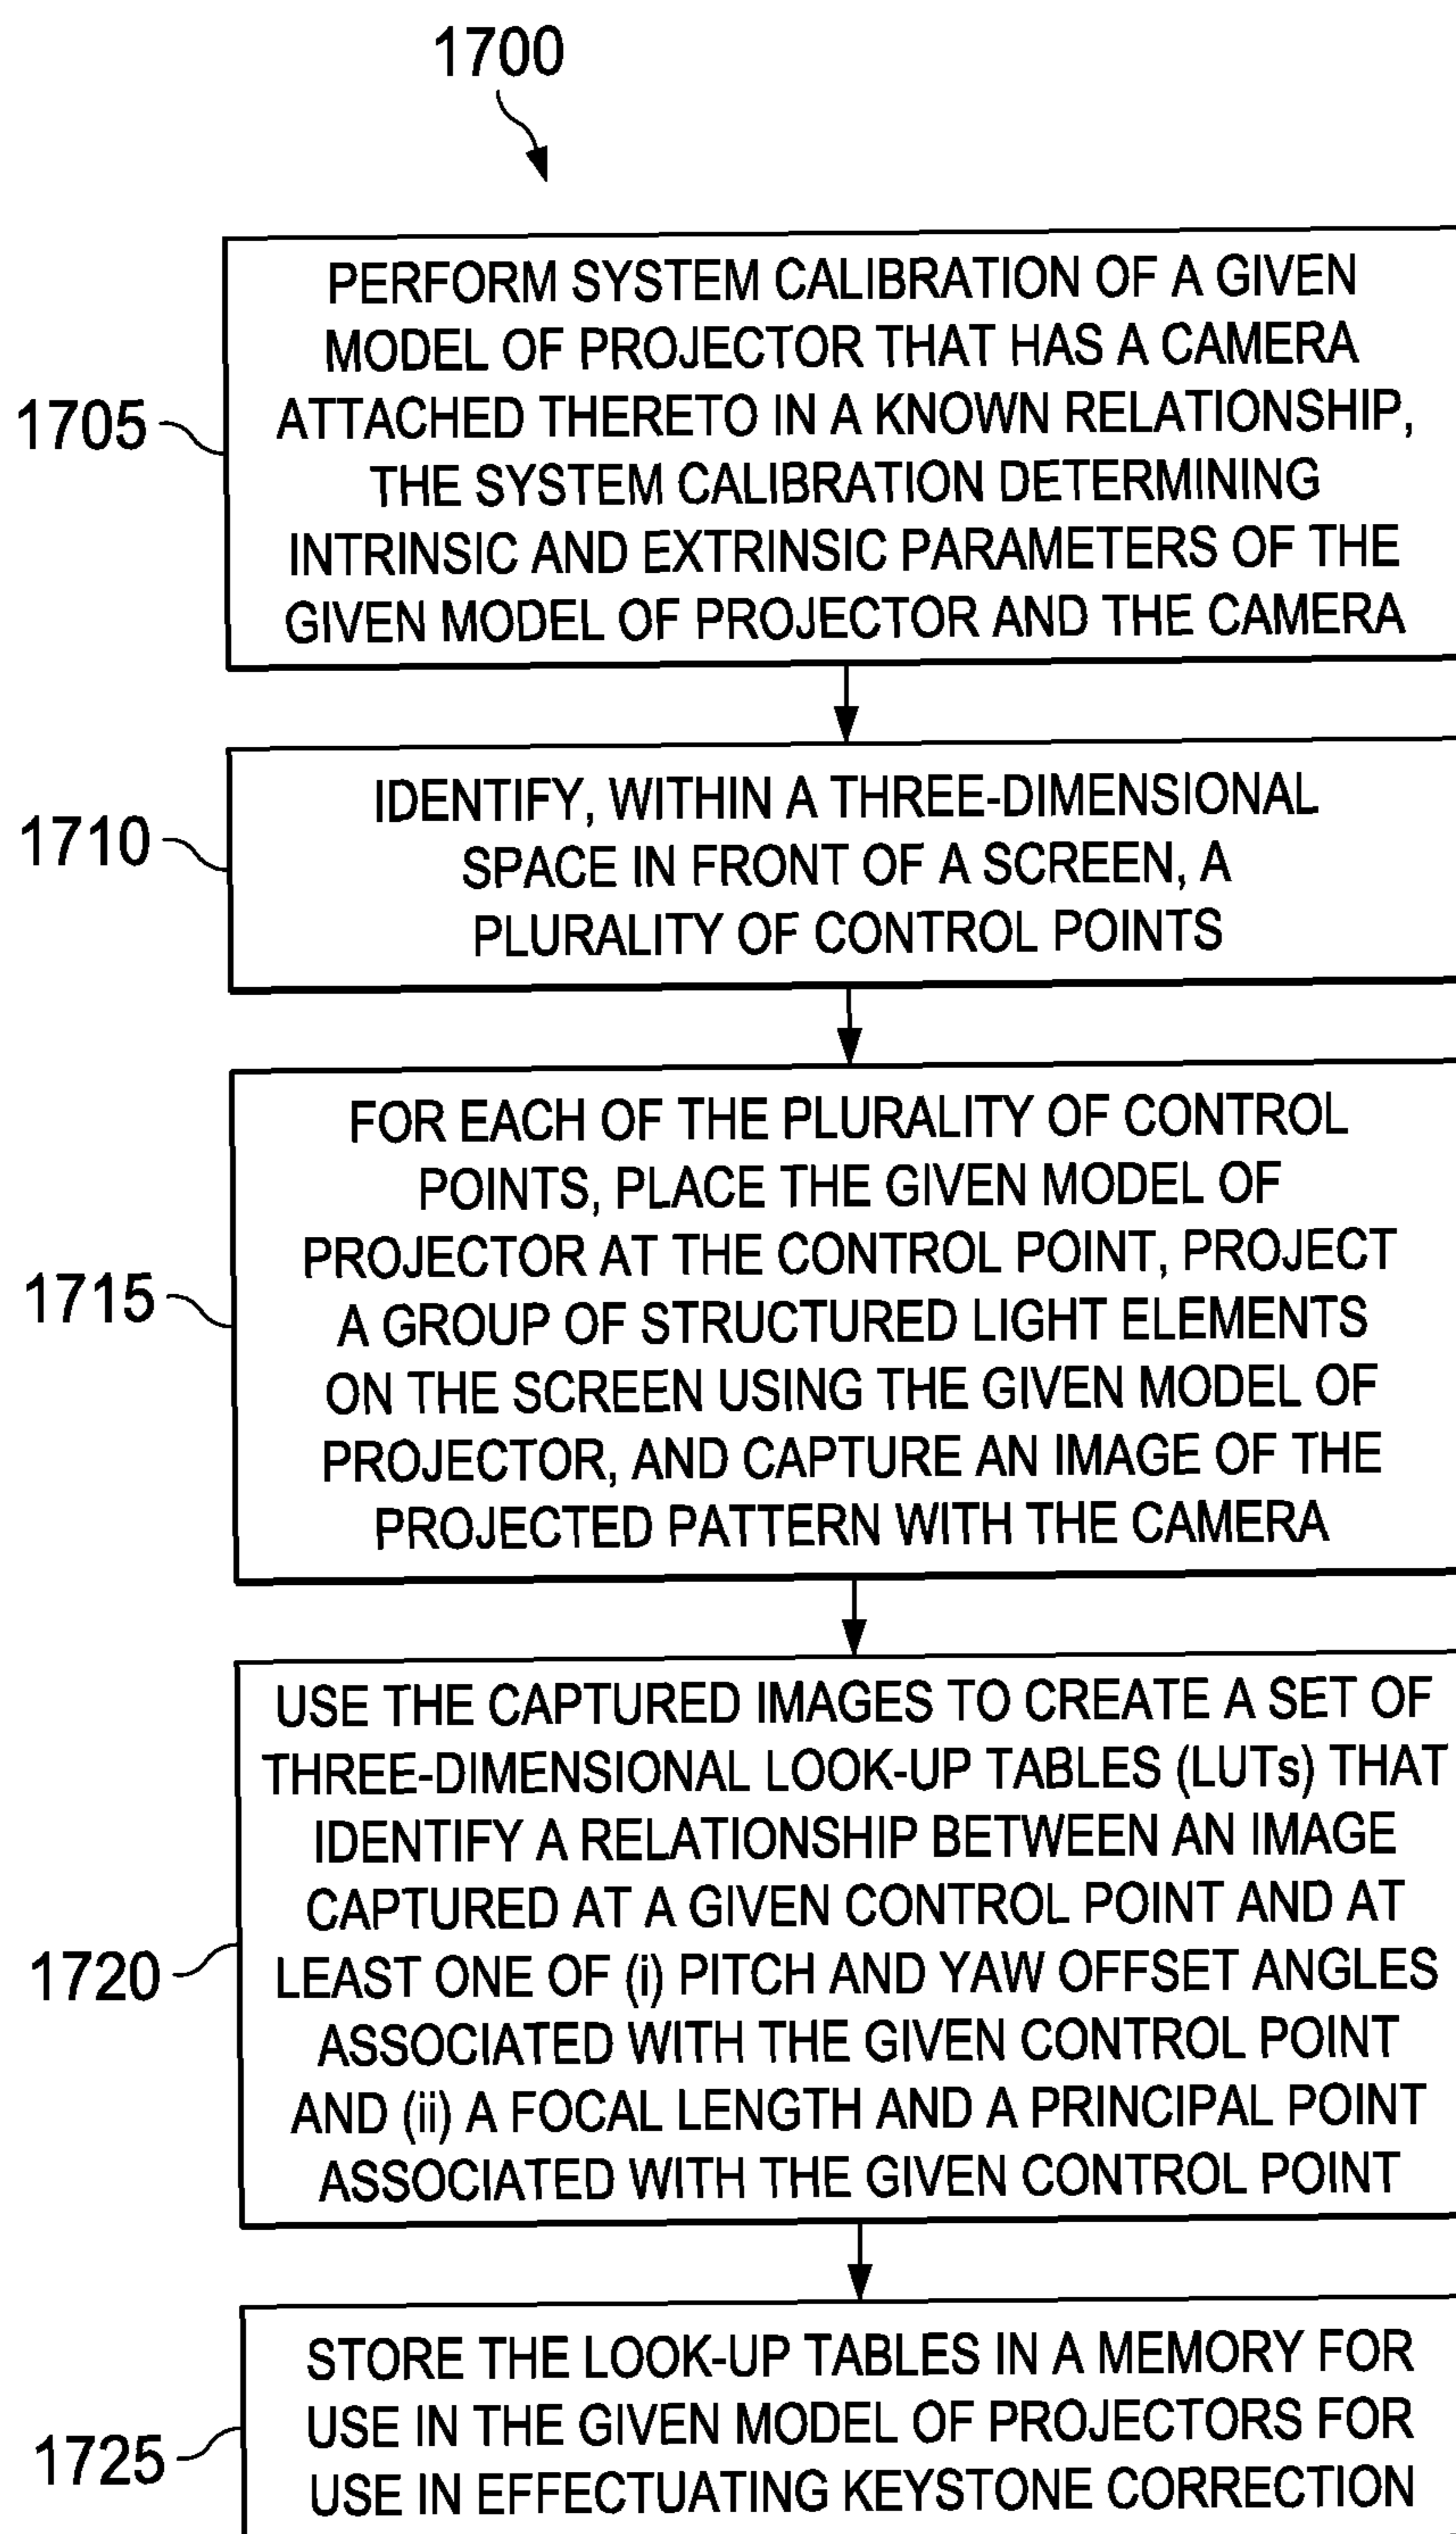 1700
1705
PERFORM SYSTEM CALIBRATION OF A GIVEN
MODEL OF PROJECTOR THAT HAS A CAMERA
ATTACHED THERETO IN A KNOWN RELATIONSHIP,
THE SYSTEM CALIBRATION DETERMINING
INTRINSIC AND EXTRINSIC PARAMETERS OF THE
GIVEN MODEL OF PROJECTOR AND THE CAMERA
1710
IDENTIFY, WITHIN A THREE-DIMENSIONAL
SPACE IN FRONT OF A SCREEN, A
PLURALITY OF CONTROL POINTS
1715
FOR EACH OF THE PLURALITY OF CONTROL
POINTS, PLACE THE GIVEN MODEL OF
PROJECTOR AT THE CONTROL POINT, PROJECT
A GROUP OF STRUCTURED LIGHT ELEMENTS
ON THE SCREEN USING THE GIVEN MODEL OF
PROJECTOR, AND CAPTURE AN IMAGE OF THE
PROJECTED PATTERN WITH THE CAMERA
1720
USE THE CAPTURED IMAGES TO CREATE A SET OF
THREE-DIMENSIONAL LOOK-UP TABLES (LUTs) THAT
IDENTIFY A RELATIONSHIP BETWEEN AN IMAGE
CAPTURED AT A GIVEN CONTROL POINT AND AT
LEAST ONE OF (i) PITCH AND YAW OFFSET ANGLES
ASSOCIATED WITH THE GIVEN CONTROL POINT
AND (ii) A FOCAL LENGTH AND A PRINCIPAL POINT
ASSOCIATED WITH THE GIVEN CONTROL POINT
1725
STORE THE LOOK-UP TABLES IN A MEMORY FOR
USE IN THE GIVEN MODEL OF PROJECTORS FOR
USE IN EFFECTUATING KEYSTONE CORRECTION